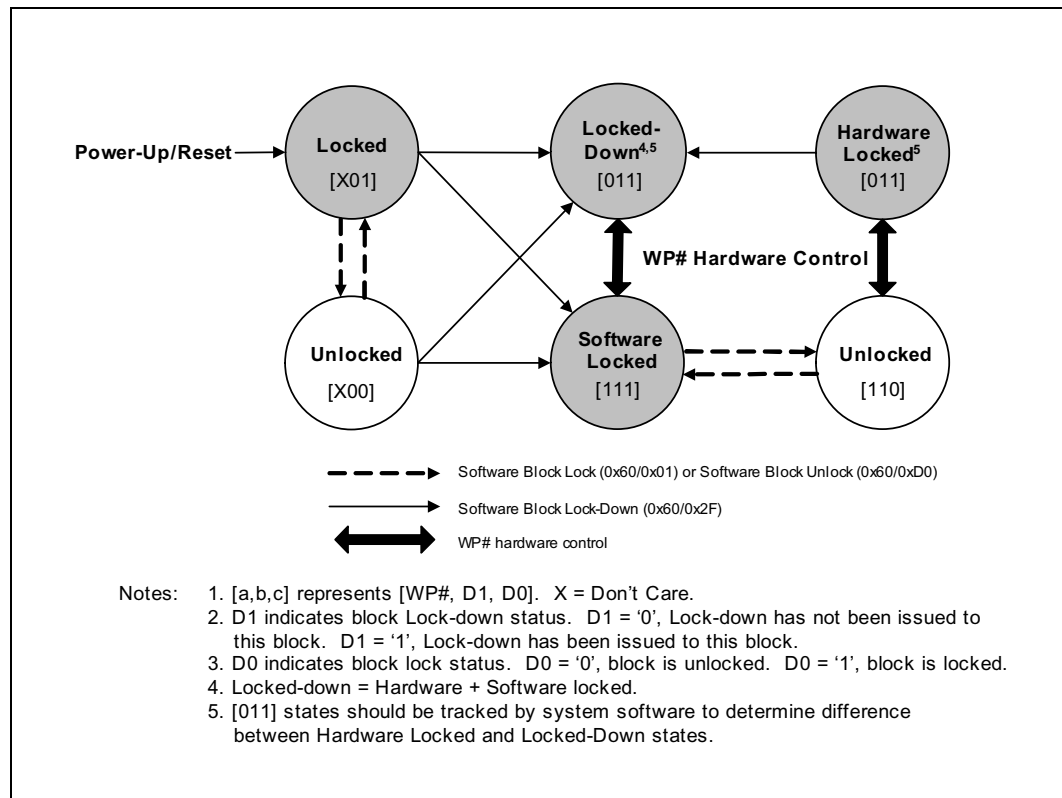 Power-Up/Reset
Locked
[X01]
Locked-
Down4,5
[011]
Hardware
Locked5
[011]
WP# Hardware Control
Unlocked
[X00]
Software
Locked
[111]
Unlocked
[110]
Software Block Lock (0x60/0x01) or Software Block Unlock (0x60/0xD0)
Software Block Lock-Down (0x60/0x2F)
WP# hardware control
Notes: 1. [a,b,c] represents [WP#, D1, D0]. X = Don't Care.
2. D1 indicates block Lock-down status. D1 = ‘0’, Lock-down has not been issued to
this block. D1 = ‘1’, Lock-down has been issued to this block.
3. D0 indicates block lock status. D0 = ‘0’, block is unlocked. D0 = ‘1’, block is locked.
4. Locked-down = Hardware + Software locked.
5. [011] states should be tracked by system software to determine difference
between Hardware Locked and Locked-Down states.